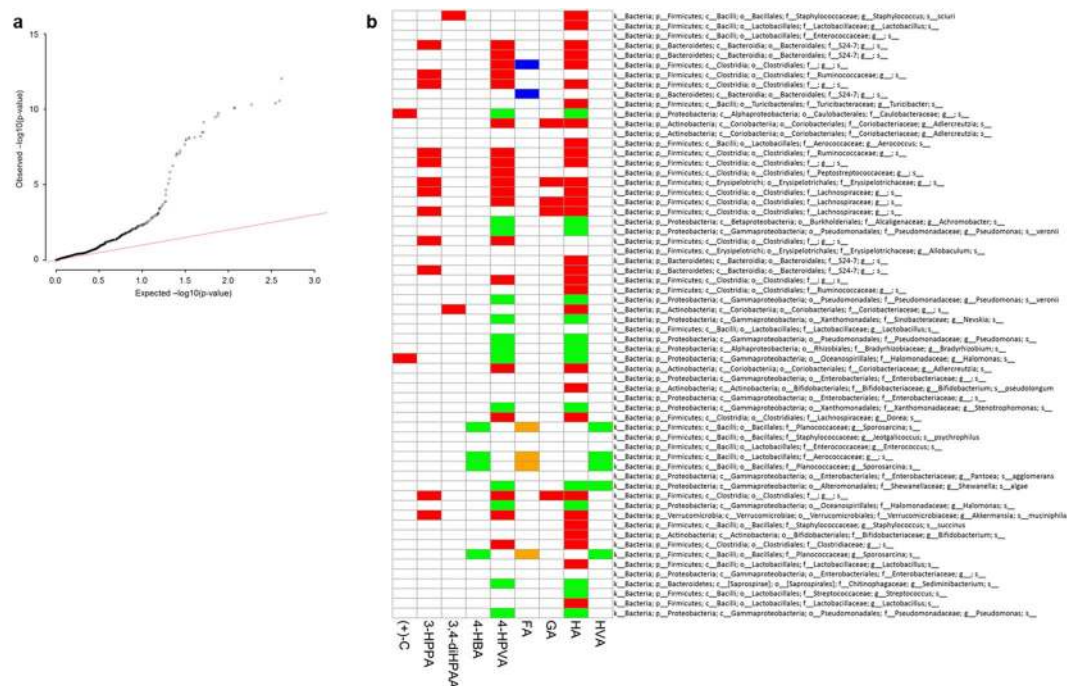 a
b
15
10
5
0
Observed −log10(p-value)
0.0 0.5 1.0 1.5 2.0 2.5 3.0
Expected −log10(p-value)
k__Bacteria; p__Firmicutes; c__Bacilli; o__Bacillales; f__Staphylococcaceae; g__Staphylococcus; s__sciuri
k__Bacteria; p__Firmicutes; c__Bacilli; o__Lactobacillales; f__Lactobacillaceae; g__Lactobacillus; s__
k__Bacteria; p__Firmicutes; c__Bacilli; o__Lactobacillales; f__Enterococcaceae; g__; s__
k__Bacteria; p__Bacteroidetes; c__Bacteroidia; o__Bacteroidales; f__S24-7; g__; s__
k__Bacteria; p__Bacteroidetes; c__Bacteroidia; o__Bacteroidales; f__S24-7; g__; s__
k__Bacteria; p__Firmicutes; c__Clostridia; o__Clostridiales; f__; g__; s__
k__Bacteria; p__Firmicutes; c__Clostridia; o__Clostridiales; f__Ruminococcaceae; g__; s__
k__Bacteria; p__Firmicutes; c__Clostridia; o__Clostridiales; f__; g__; s__
k__Bacteria; p__Bacteroidetes; c__Bacteroidia; o__Bacteroidales; f__S24-7; g__; s__
k__Bacteria; p__Firmicutes; c__Bacilli; o__Turicibacterales; f__Turicibacteraceae; g__Turicibacter; s__
k__Bacteria; p__Proteobacteria; c__Alphaproteobacteria; o__Caulobacterales; f__Caulobacteraceae; g__; s__
k__Bacteria; p__Actinobacteria; c__Coriobacteriia; o__Coriobacteriales; f__Coriobacteriaceae; g__Adlercreutzia; s__
k__Bacteria; p__Actinobacteria; c__Coriobacteriia; o__Coriobacteriales; f__Coriobacteriaceae; g__Adlercreutzia; s__
k__Bacteria; p__Firmicutes; c__Bacilli; o__Lactobacillales; f__Aerococcaceae; g__Aerococcus; s__
k__Bacteria; p__Firmicutes; c__Clostridia; o__Clostridiales; f__Ruminococcaceae; g__; s__
k__Bacteria; p__Firmicutes; c__Clostridia; o__Clostridiales; f__; g__; s__
k__Bacteria; p__Firmicutes; c__Clostridia; o__Clostridiales; f__Peptostreptococcaceae; g__; s__
k__Bacteria; p__Firmicutes; c__Erysipelotrichi; o__Erysipelotrichales; f__Erysipelotrichaceae; g__; s__
k__Bacteria; p__Firmicutes; c__Clostridia; o__Clostridiales; f__Lachnospiraceae; g__; s__
k__Bacteria; p__Firmicutes; c__Clostridia; o__Clostridiales; f__Lachnospiraceae; g__; s__
k__Bacteria; p__Firmicutes; c__Clostridia; o__Clostridiales; f__Lachnospiraceae; g__; s__
k__Bacteria; p__Proteobacteria; c__Betaproteobacteria; o__Burkholderiales; f__Alcaligenaceae; g__Achromobacter; s__
k__Bacteria; p__Proteobacteria; c__Gammaproteobacteria; o__Pseudomonadales; f__Pseudomonadaceae; g__Pseudomonas; s__veronii
k__Bacteria; p__Firmicutes; c__Clostridia; o__Clostridiales; f__; g__; s__
k__Bacteria; p__Firmicutes; c__Erysipelotrichi; o__Erysipelotrichales; f__Erysipelotrichaceae; g__Allobaculum; s__
k__Bacteria; p__Bacteroidetes; c__Bacteroidia; o__Bacteroidales; f__S24-7; g__; s__
k__Bacteria; p__Bacteroidetes; c__Bacteroidia; o__Bacteroidales; f__S24-7; g__; s__
k__Bacteria; p__Firmicutes; c__Clostridia; o__Clostridiales; f__; g__; s__
k__Bacteria; p__Firmicutes; c__Clostridia; o__Clostridiales; f__Ruminococcaceae; g__; s__
k__Bacteria; p__Proteobacteria; c__Gammaproteobacteria; o__Pseudomonadales; f__Pseudomonadaceae; g__Pseudomonas; s__veronii
k__Bacteria; p__Actinobacteria; c__Coriobacteriia; o__Coriobacteriales; f__Coriobacteriaceae; g__; s__
k__Bacteria; p__Proteobacteria; c__Gammaproteobacteria; o__Xanthomonadales; f__Sinobacteraceae; g__Nevskia; s__
k__Bacteria; p__Firmicutes; c__Bacilli; o__Lactobacillales; f__Lactobacillaceae; g__Lactobacillus; s__
k__Bacteria; p__Proteobacteria; c__Gammaproteobacteria; o__Pseudomonadales; f__Pseudomonadaceae; g__Pseudomonas; s__
k__Bacteria; p__Proteobacteria; c__Alphaproteobacteria; o__Rhizobiales; f__Bradyrhizobiaceae; g__Bradyrhizobium; s__
k__Bacteria; p__Proteobacteria; c__Gammaproteobacteria; o__Oceanospirillales; f__Halomonadaceae; g__Halomonas; s__
k__Bacteria; p__Actinobacteria; c__Coriobacteriia; o__Coriobacteriales; f__Coriobacteriaceae; g__Adlercreutzia; s__
k__Bacteria; p__Proteobacteria; c__Gammaproteobacteria; o__Enterobacteriales; f__Enterobacteriaceae; g__; s__
k__Bacteria; p__Actinobacteria; c__Actinobacteria; o__Bifidobacteriales; f__Bifidobacteriaceae; g__Bifidobacterium; s__pseudolongum
k__Bacteria; p__Proteobacteria; c__Gammaproteobacteria; o__Enterobacteriales; f__Enterobacteriaceae; g__; s__
k__Bacteria; p__Proteobacteria; c__Gammaproteobacteria; o__Xanthomonadales; f__Xanthomonadaceae; g__Stenotrophomonas; s__
k__Bacteria; p__Firmicutes; c__Clostridia; o__Clostridiales; f__Lachnospiraceae; g__Dorea; s__
k__Bacteria; p__Firmicutes; c__Bacilli; o__Bacillales; f__Planococcaceae; g__Sporosarcina; s__
k__Bacteria; p__Firmicutes; c__Bacilli; o__Bacillales; f__Staphylococcaceae; g__Jeotgalicoccus; s__psychrophilus
k__Bacteria; p__Firmicutes; c__Bacilli; o__Lactobacillales; f__Enterococcaceae; g__Enterococcus; s__
k__Bacteria; p__Firmicutes; c__Bacilli; o__Lactobacillales; f__Aerococcaceae; g__; s__
k__Bacteria; p__Firmicutes; c__Bacilli; o__Bacillales; f__Planococcaceae; g__Sporosarcina; s__
k__Bacteria; p__Proteobacteria; c__Gammaproteobacteria; o__Enterobacteriales; f__Enterobacteriaceae; g__Pantoea; s__agglomerans
k__Bacteria; p__Proteobacteria; c__Gammaproteobacteria; o__Alteromonadales; f__Shewanellaceae; g__Shewanella; s__algae
k__Bacteria; p__Firmicutes; c__Clostridia; o__Clostridiales; f__; g__; s__
k__Bacteria; p__Proteobacteria; c__Gammaproteobacteria; o__Oceanospirillales; f__Halomonadaceae; g__Halomonas; s__
k__Bacteria; p__Verrucomicrobia; c__Verrucomicrobiae; o__Verrucomicrobiales; f__Verrucomicrobiaceae; g__Akkermansia; s__muciniphila
k__Bacteria; p__Firmicutes; c__Bacilli; o__Bacillales; f__Staphylococcaceae; g__Staphylococcus; s__succinus
k__Bacteria; p__Actinobacteria; c__Actinobacteria; o__Bifidobacteriales; f__Bifidobacteriaceae; g__Bifidobacterium; s__
k__Bacteria; p__Firmicutes; c__Clostridia; o__Clostridiales; f__Clostridiaceae; g__; s__
k__Bacteria; p__Firmicutes; c__Bacilli; o__Bacillales; f__Planococcaceae; g__Sporosarcina; s__
k__Bacteria; p__Firmicutes; c__Bacilli; o__Lactobacillales; f__Lactobacillaceae; g__Lactobacillus; s__
k__Bacteria; p__Proteobacteria; c__Gammaproteobacteria; o__Enterobacteriales; f__Enterobacteriaceae; g__; s__
k__Bacteria; p__Bacteroidetes; c__[Saprospirae]; o__[Saprospirales]; f__Chitinophagaceae; g__Sediminibacterium; s__
k__Bacteria; p__Firmicutes; c__Bacilli; o__Lactobacillales; f__Streptococcaceae; g__Streptococcus; s__
k__Bacteria; p__Firmicutes; c__Bacilli; o__Lactobacillales; f__Lactobacillaceae; g__Lactobacillus; s__
k__Bacteria; p__Proteobacteria; c__Gammaproteobacteria; o__Pseudomonadales; f__Pseudomonadaceae; g__Pseudomonas; s__
(+)-C
3-HPPA
3,4-diHPAA
4-HBA
4-HPVA
FA
GA
HA
HVA